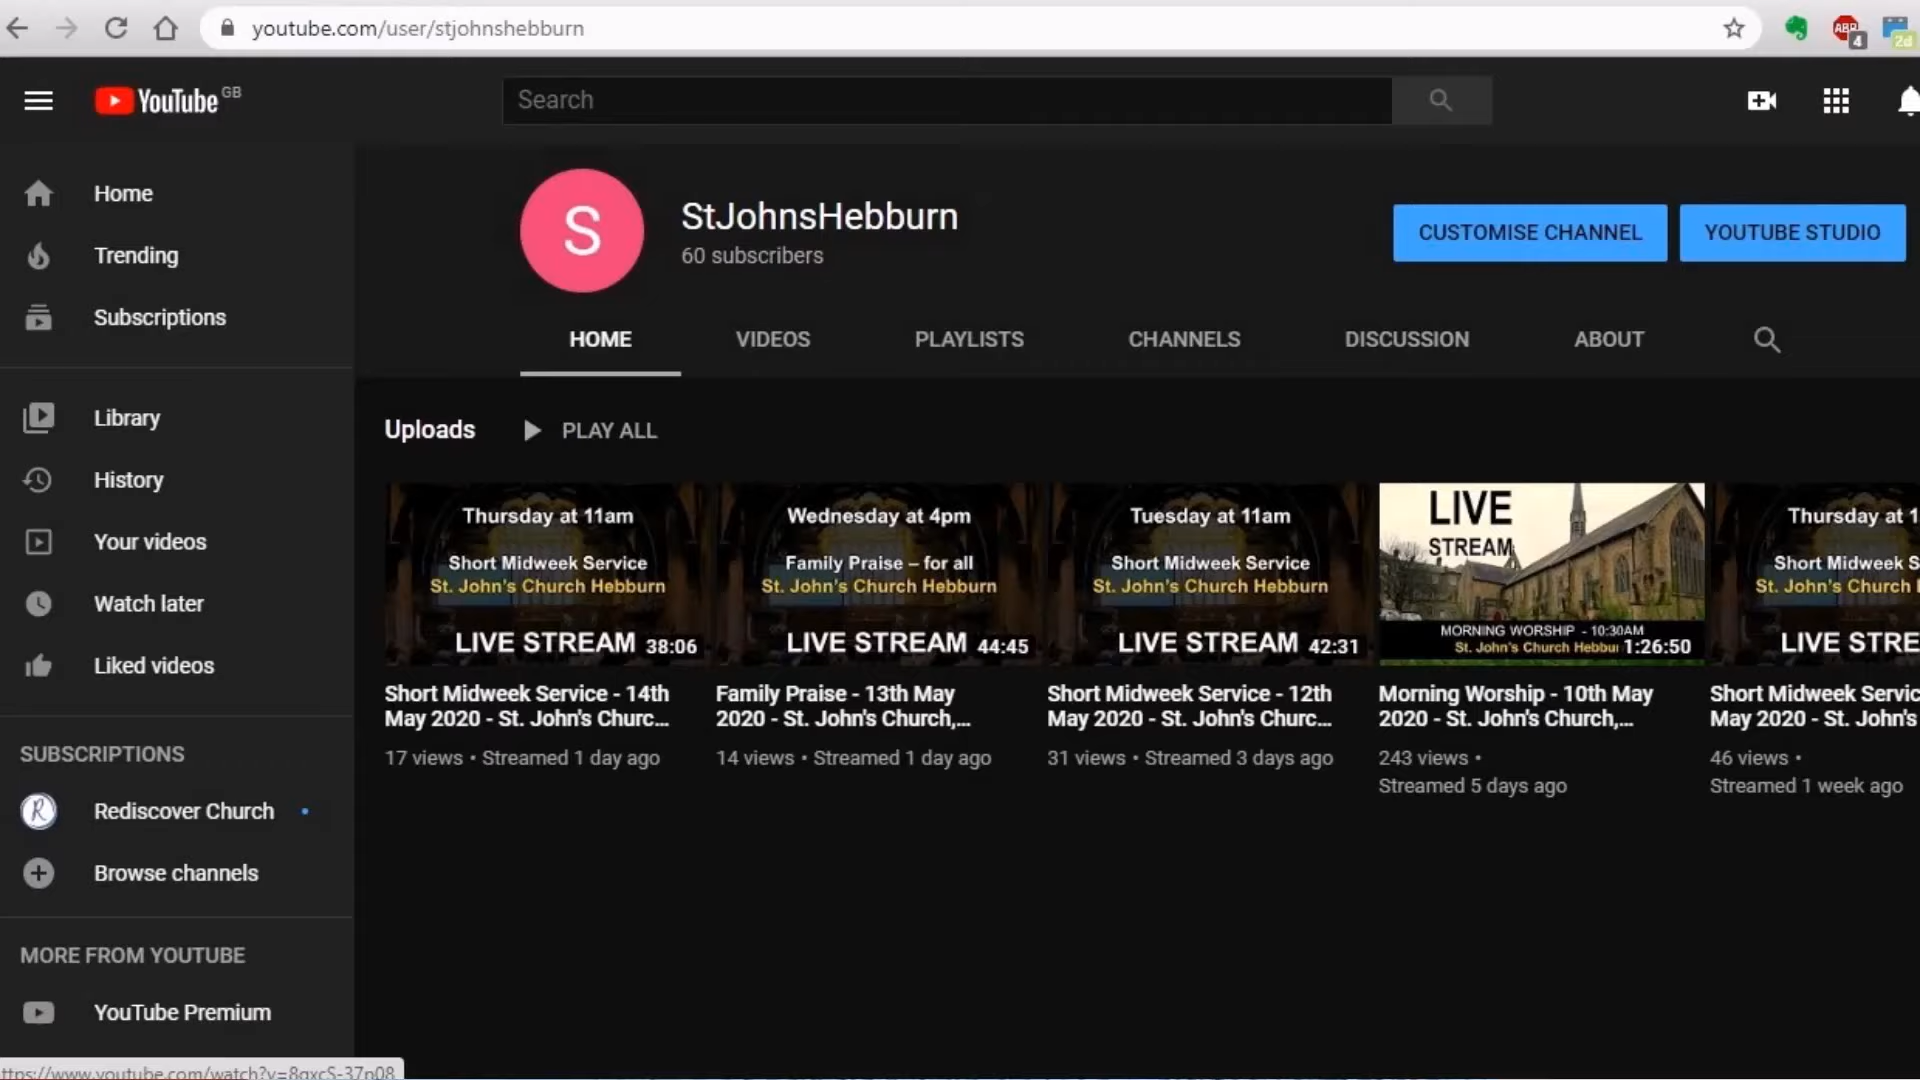 youtube.com/user/stjohnshebburn
ABP
4
2d
YouTube GB
Search
Home
Trending
Subscriptions
Library
History
Your videos
Watch later
Liked videos
SUBSCRIPTIONS
R
Rediscover Church
Browse channels
MORE FROM YOUTUBE
YouTube Premium
S
StJohnsHebburn
60 subscribers
CUSTOMISE CHANNEL
YOUTUBE STUDIO
HOME
VIDEOS
PLAYLISTS
CHANNELS
DISCUSSION
ABOUT
Uploads
PLAY ALL
Thursday at 11am
Short Midweek Service
St. John's Church Hebburn
LIVE STREAM 38:06
Short Midweek Service - 14th
May 2020 - St. John's Churc...
17 views • Streamed 1 day ago
Wednesday at 4pm
Family Praise – for all
St. John's Church Hebburn
LIVE STREAM 44:45
Family Praise - 13th May
2020 - St. John's Church,...
14 views • Streamed 1 day ago
Tuesday at 11am
Short Midweek Service
St. John's Church Hebburn
LIVE STREAM 42:31
Short Midweek Service - 12th
May 2020 - St. John's Churc...
31 views • Streamed 3 days ago
LIVE
STREAM
MORNING WORSHIP - 10:30AM
St. John's Church Hebbu 1:26:50
Morning Worship - 10th May
2020 - St. John's Church,...
243 views •
Streamed 5 days ago
Thursday at 1
Short Midweek S
St. John's Church
LIVE STRE
Short Midweek Servic
May 2020 - St. John's
46 views •
Streamed 1 week ago